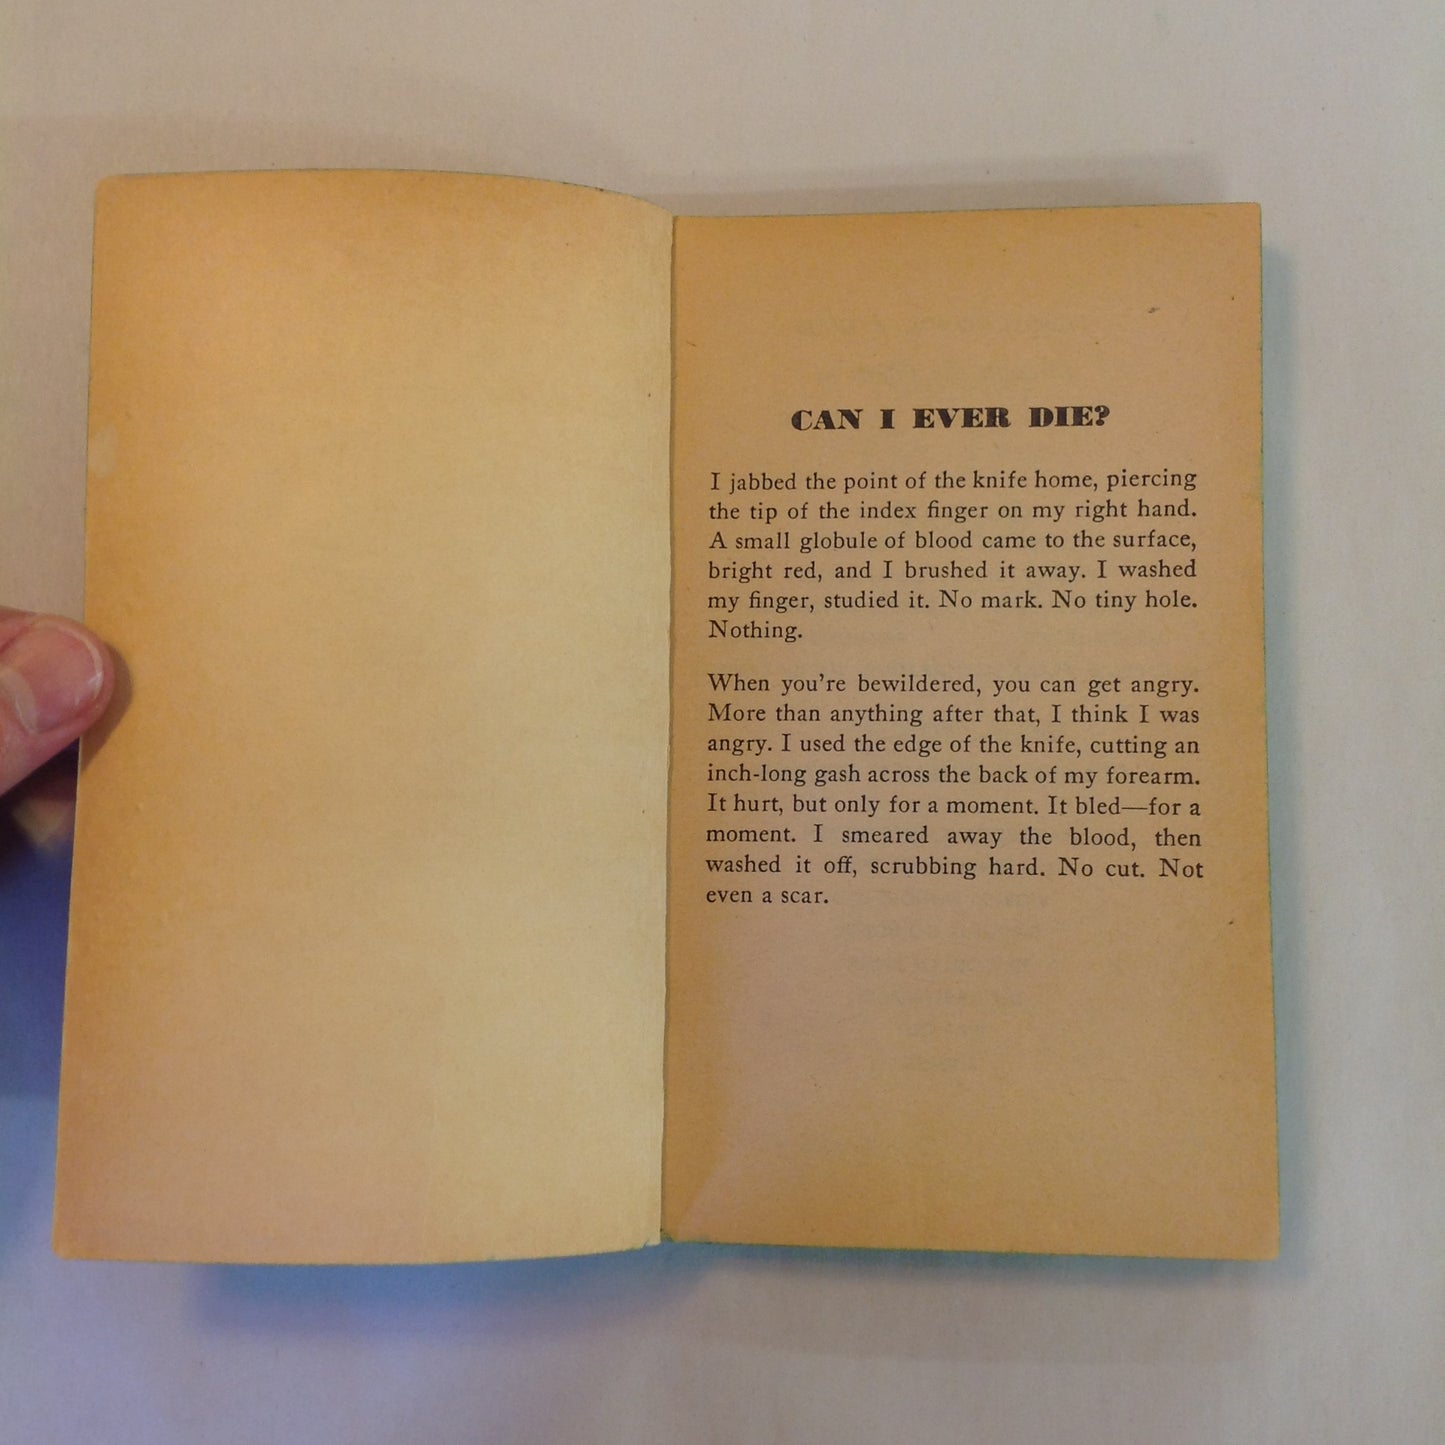 CAN I EVER DIE?
I jabbed the point of the knife home, piercing
the tip of the index finger on my right hand.
A small globule of blood came to the surface,
bright red, and I brushed it away. I washed
my finger, studied it. No mark. No tiny hole.
Nothing.
When you're bewildered, you can get angry.
More than anything after that, I think I was
angry. I used the edge of the knife, cutting an
inch-long gash across the back of my forearm.
It hurt, but only for a moment. It bled—for a
moment. I smeared away the blood, then
washed it off, scrubbing hard. No cut. Not
even a scar.